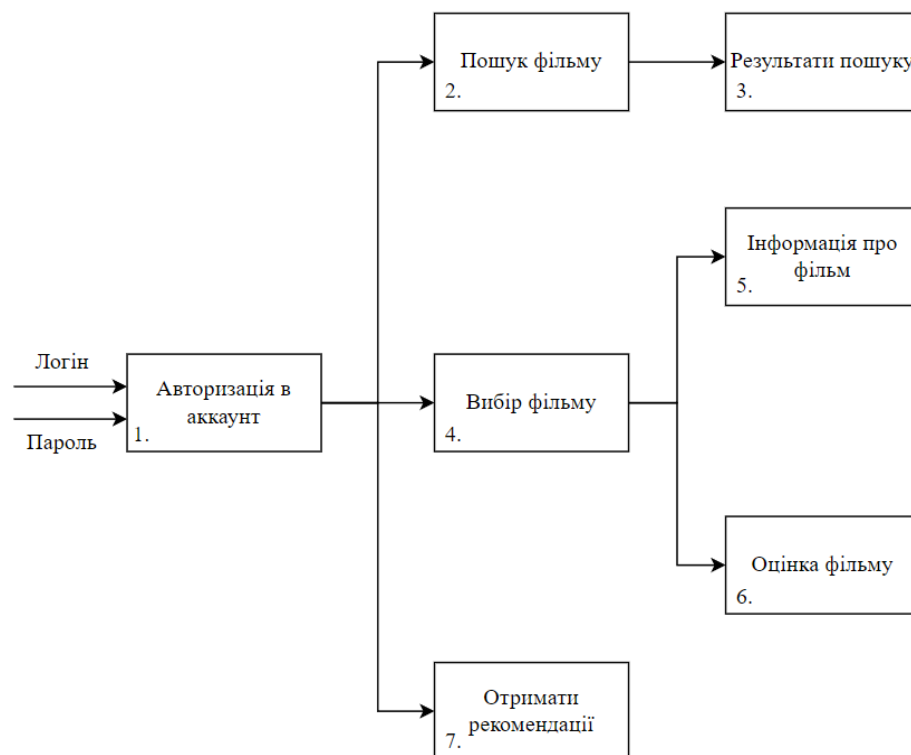 Пошук фільму
2.
Результати пошуку
3.
Інформація про
фільм
5.
Логін
Пароль
Авторизація в
аккаунт
1.
Вибір фільму
4.
Оцінка фільму
6.
Отримати
рекомендації
7.